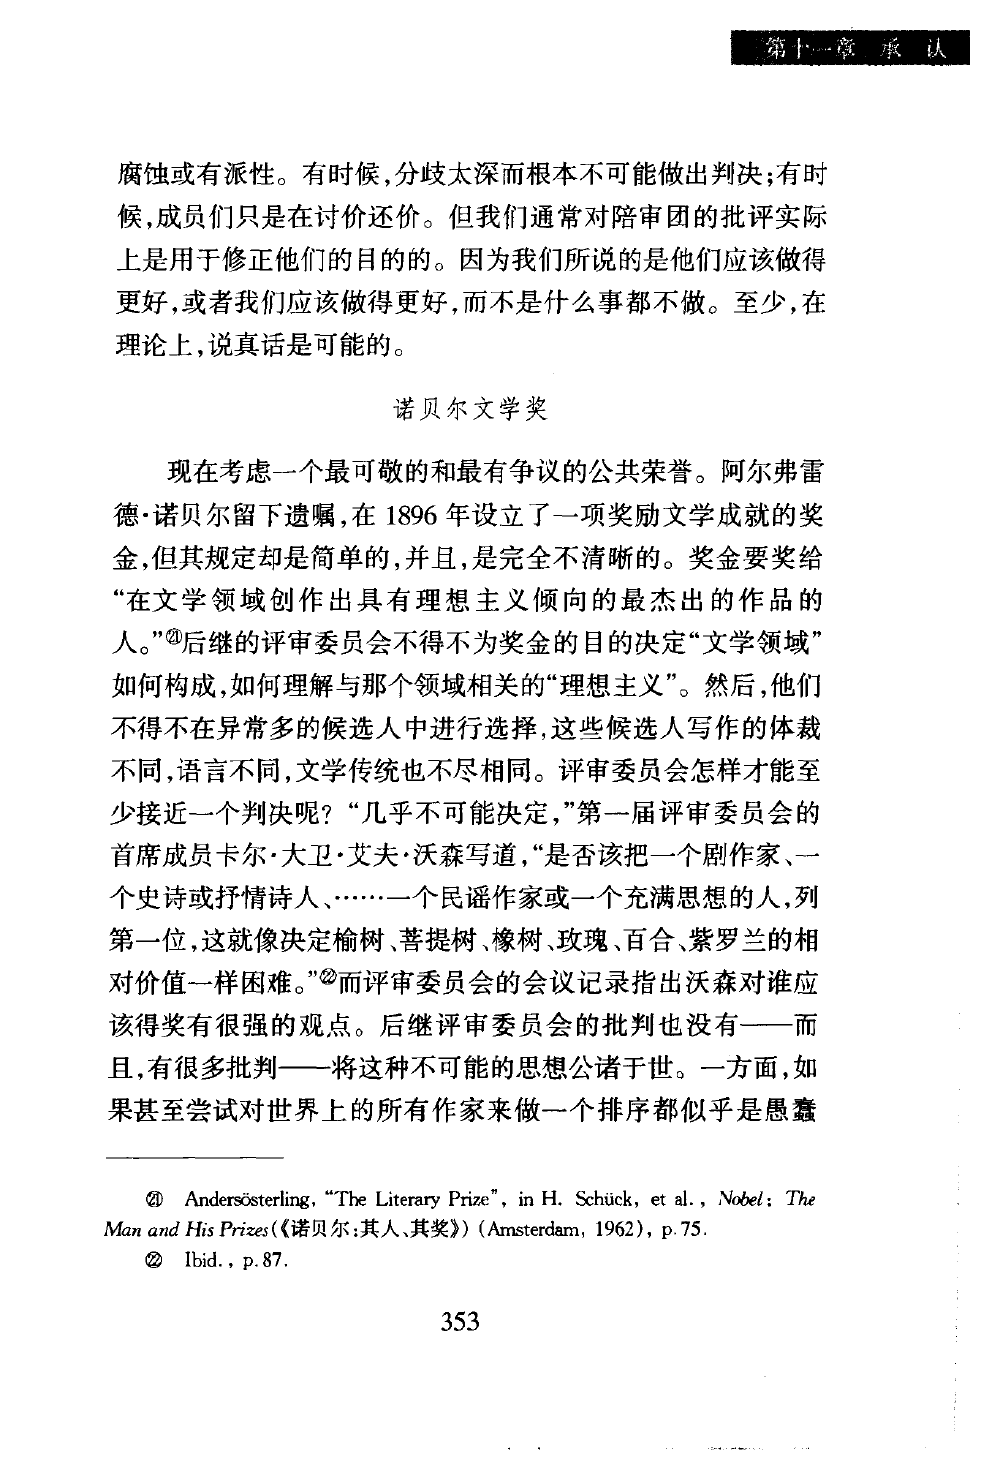 第十一章 承 认
腐蚀或有派性。有时候,分歧太深而根本不可能做出判决;有时
候,成员们只是在讨价还价。但我们通常对陪审团的批评实际
上是用于修正他们的目的的。因为我们所说的是他们应该做得
更好,或者我们应该做得更好,而不是什么事都不做。至少,在
理论上,说真话是可能的。
诺贝尔文学奖
现在考虑一个最可敬的和最有争议的公共荣誉。阿尔弗雷
德·诺贝尔留下遗嘱,在 1896 年设立了一项奖励文学成就的奖
金,但其规定却是简单的,并且,是完全不清晰的。奖金要奖给
“在文学领域创作出具有理想主义倾向的最杰出的作品的
人。”㉑后继的评审委员会不得不为奖金的目的决定“文学领域”
如何构成,如何理解与那个领域相关的“理想主义”。然后,他们
不得不在异常多的候选人中进行选择,这些候选人写作的体裁
不同,语言不同,文学传统也不尽相同。评审委员会怎样才能至
少接近一个判决呢?“几乎不可能决定,”第一届评审委员会的
首席成员卡尔·大卫·艾夫·沃森写道,“是否该把一个剧作家、一
个史诗或抒情诗人、……一个民谣作家或一个充满思想的人,列
第一位,这就像决定榆树、菩提树、橡树、玫瑰、百合、紫罗兰的相
对价值一样困难。”㉒而评审委员会的会议记录指出沃森对谁应
该得奖有很强的观点。后继评审委员会的批判也没有——而
且,有很多批判——将这种不可能的思想公诸于世。一方面,如
果甚至尝试对世界上的所有作家来做一个排序都似乎是愚蠢
㉑ Andersösterling, “The Literary Prize”, in H. Schück, et al., Nobel: The
Man and His Prizes(《诺贝尔:其人、其奖》) (Amsterdam, 1962), p.75.
㉒ Ibid., p.87.
353